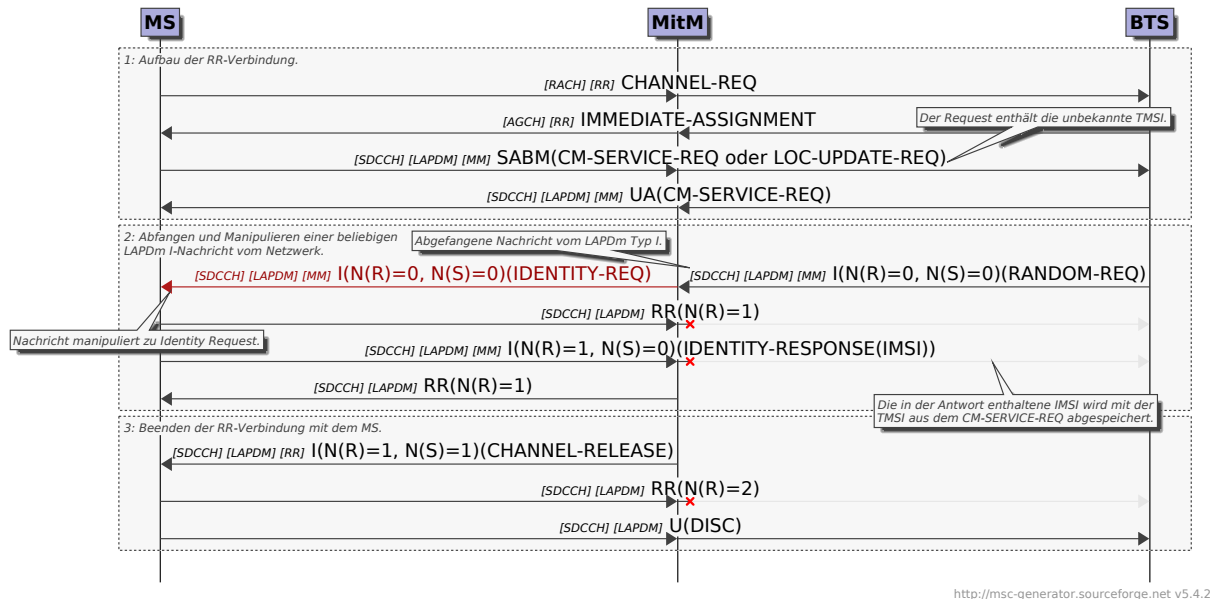 MS MitM BTS
1: Aufbau der RR-Verbindung.
[RACH] [RR] CHANNEL-REQ
[AGCH] [RR] IMMEDIATE-ASSIGNMENT
Der Request enthält die unbekannte TMSI.
[SDCCH] [LAPDM] [MM] SABM(CM-SERVICE-REQ oder LOC-UPDATE-REQ)
[SDCCH] [LAPDM] [MM] UA(CM-SERVICE-REQ)
2: Abfangen und Manipulieren einer beliebigen
LAPDm I-Nachricht vom Netzwerk.
Abgefangene Nachricht vom LAPDm Typ I.
[SDCCH] [LAPDM] [MM] I(N(R)=0, N(S)=0)(IDENTITY-REQ)
[SDCCH] [LAPDM] [MM] I(N(R)=0, N(S)=0)(RANDOM-REQ)
[SDCCH] [LAPDM] RR(N(R)=1)
Nachricht manipuliert zu Identity Request.
[SDCCH] [LAPDM] [MM] I(N(R)=1, N(S)=0)(IDENTITY-RESPONSE(IMSI))
[SDCCH] [LAPDM] RR(N(R)=1)
Die in der Antwort enthaltene IMSI wird mit der
TMSI aus dem CM-SERVICE-REQ abgespeichert.
3: Beenden der RR-Verbindung mit dem MS.
[SDCCH] [LAPDM] [RR] I(N(R)=1, N(S)=1)(CHANNEL-RELEASE)
[SDCCH] [LAPDM] RR(N(R)=2)
[SDCCH] [LAPDM] U(DISC)
http://msc-generator.sourceforge.net v5.4.2